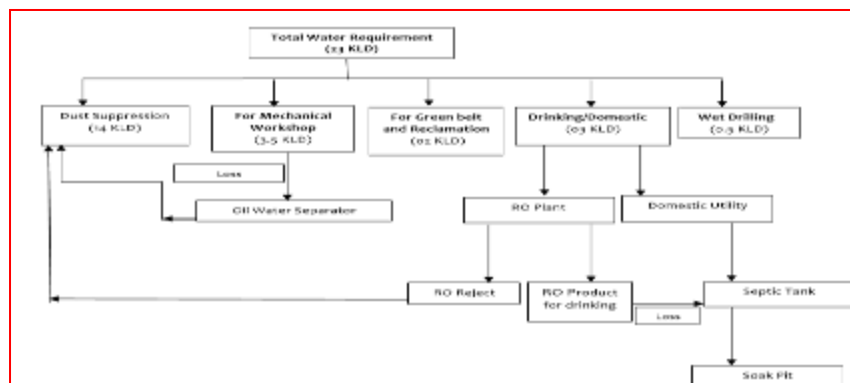 Total Water Requirement
(23 KLD)
Dust Suppression
(14 KLD)
For Mechanical
Workshop
(3.5 KLD)
For Green belt
and Reclamation
(02 KLD)
Drinking/Domestic
(03 KLD)
Wet Drilling
(0.5 KLD)
Loss
Oil Water Separator
RO Plant
Domestic Utility
RO Reject
RO Product
for drinking
Septic Tank
Loss
Soak Pit